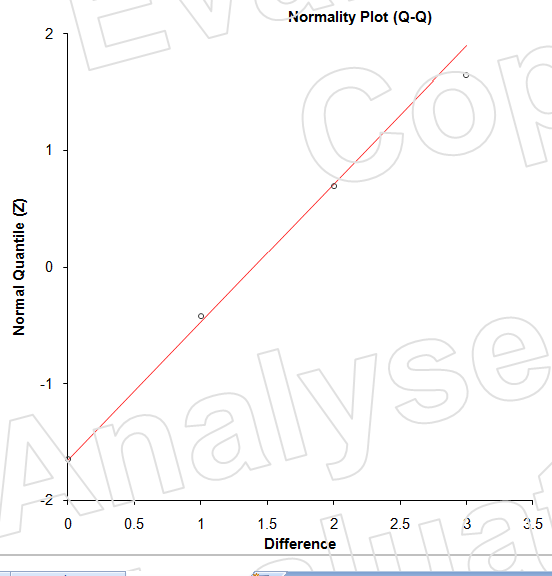 Normality Plot (Q-Q)
2
1
0
-1
-2
Normal Quantile (Z)
0 0.5 1 1.5 2 2.5 3 3.5
Difference
Analyse